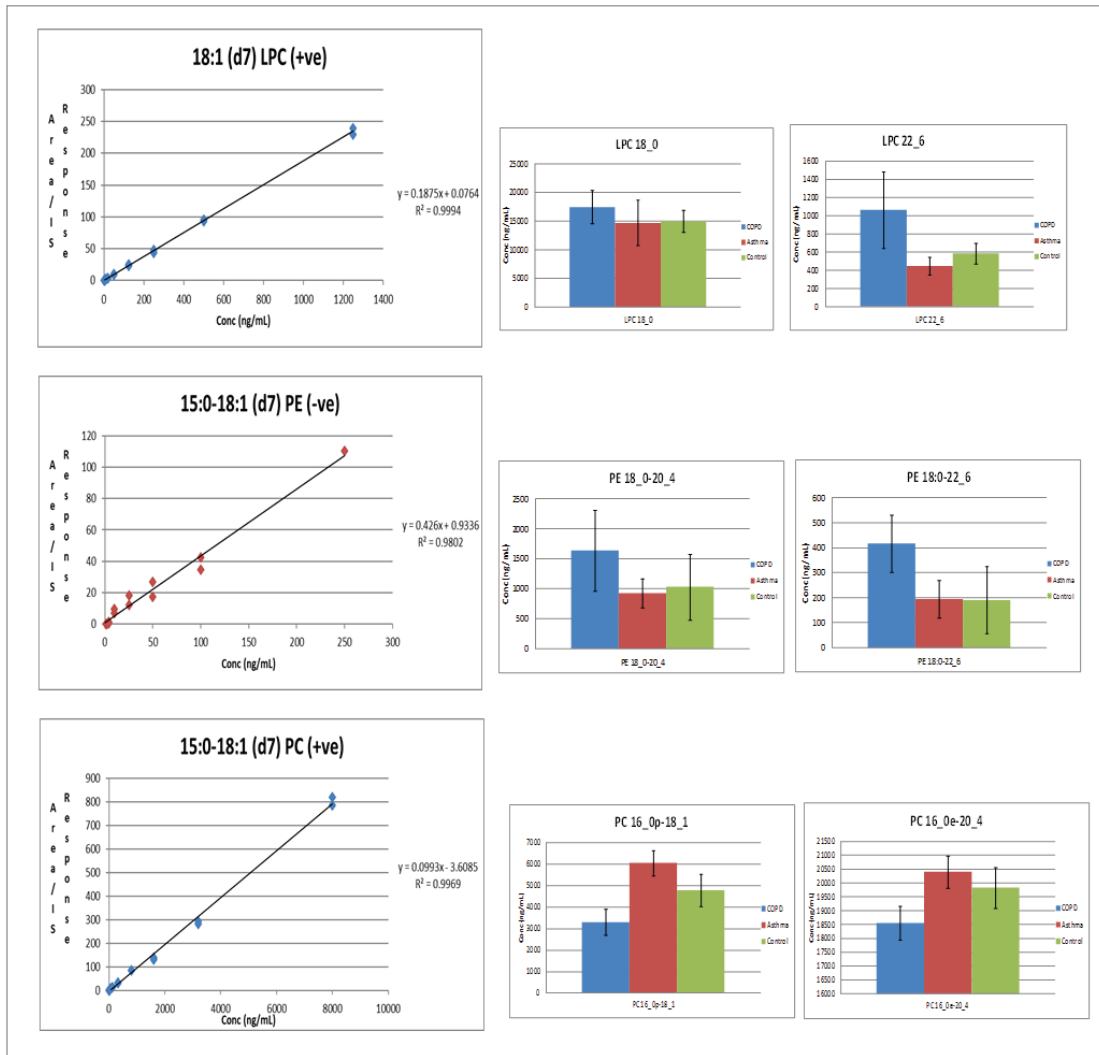 18:1 (d7) LPC (+ve)
Area/IS Response
300
250
200
150
100
50
0
0 200 400 600 800 1000 1200 1400
Conc (ng/mL)
y = 0.1875x + 0.0764
R² = 0.9994
LPC 18_0
Conc (ng/mL)
25000
20000
15000
10000
5000
0
LPC 18_0
COPD
Asthma
Control
LPC 22_6
Conc (ng/mL)
1600
1400
1200
1000
800
600
400
200
0
LPC 22_6
COPD
Asthma
Control
15:0-18:1 (d7) PE (-ve)
Area/IS Response
120
100
80
60
40
20
0
0 50 100 150 200 250 300
Conc (ng/mL)
y = 0.426x + 0.9336
R² = 0.9802
PE 18_0-20_4
Conc (ng/mL)
2500
2000
1500
1000
500
0
PE 18_0-20_4
COPD
Asthma
Control
PE 18:0-22_6
Conc (ng/mL)
600
500
400
300
200
100
0
PE 18:0-22_6
COPD
Asthma
Control
15:0-18:1 (d7) PC (+ve)
Area/IS Response
900
800
700
600
500
400
300
200
100
0
0 2000 4000 6000 8000 10000
Conc (ng/mL)
y = 0.0993x - 3.6085
R² = 0.9969
PC 16_0p-18_1
Conc (ng/mL)
7000
6000
5000
4000
3000
2000
1000
0
PC16_0p-18_1
COPD
Asthma
Control
PC 16_0e-20_4
Conc (ng/mL)
21500
21000
20500
20000
19500
19000
18500
18000
17500
17000
16500
16000
PC16_0e-20_4
COPD
Asthma
Control